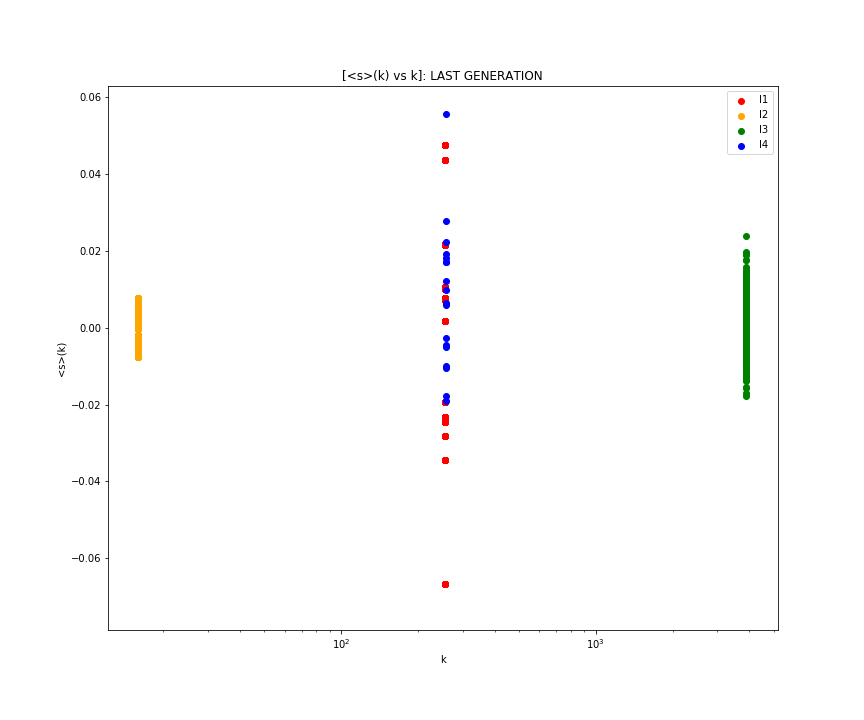 [<s>(k) vs k]: LAST GENERATION
0.06
0.04
0.02
0.00
−0.02
−0.04
−0.06
<s>(k)
10²
10³
k
l1
l2
l3
l4